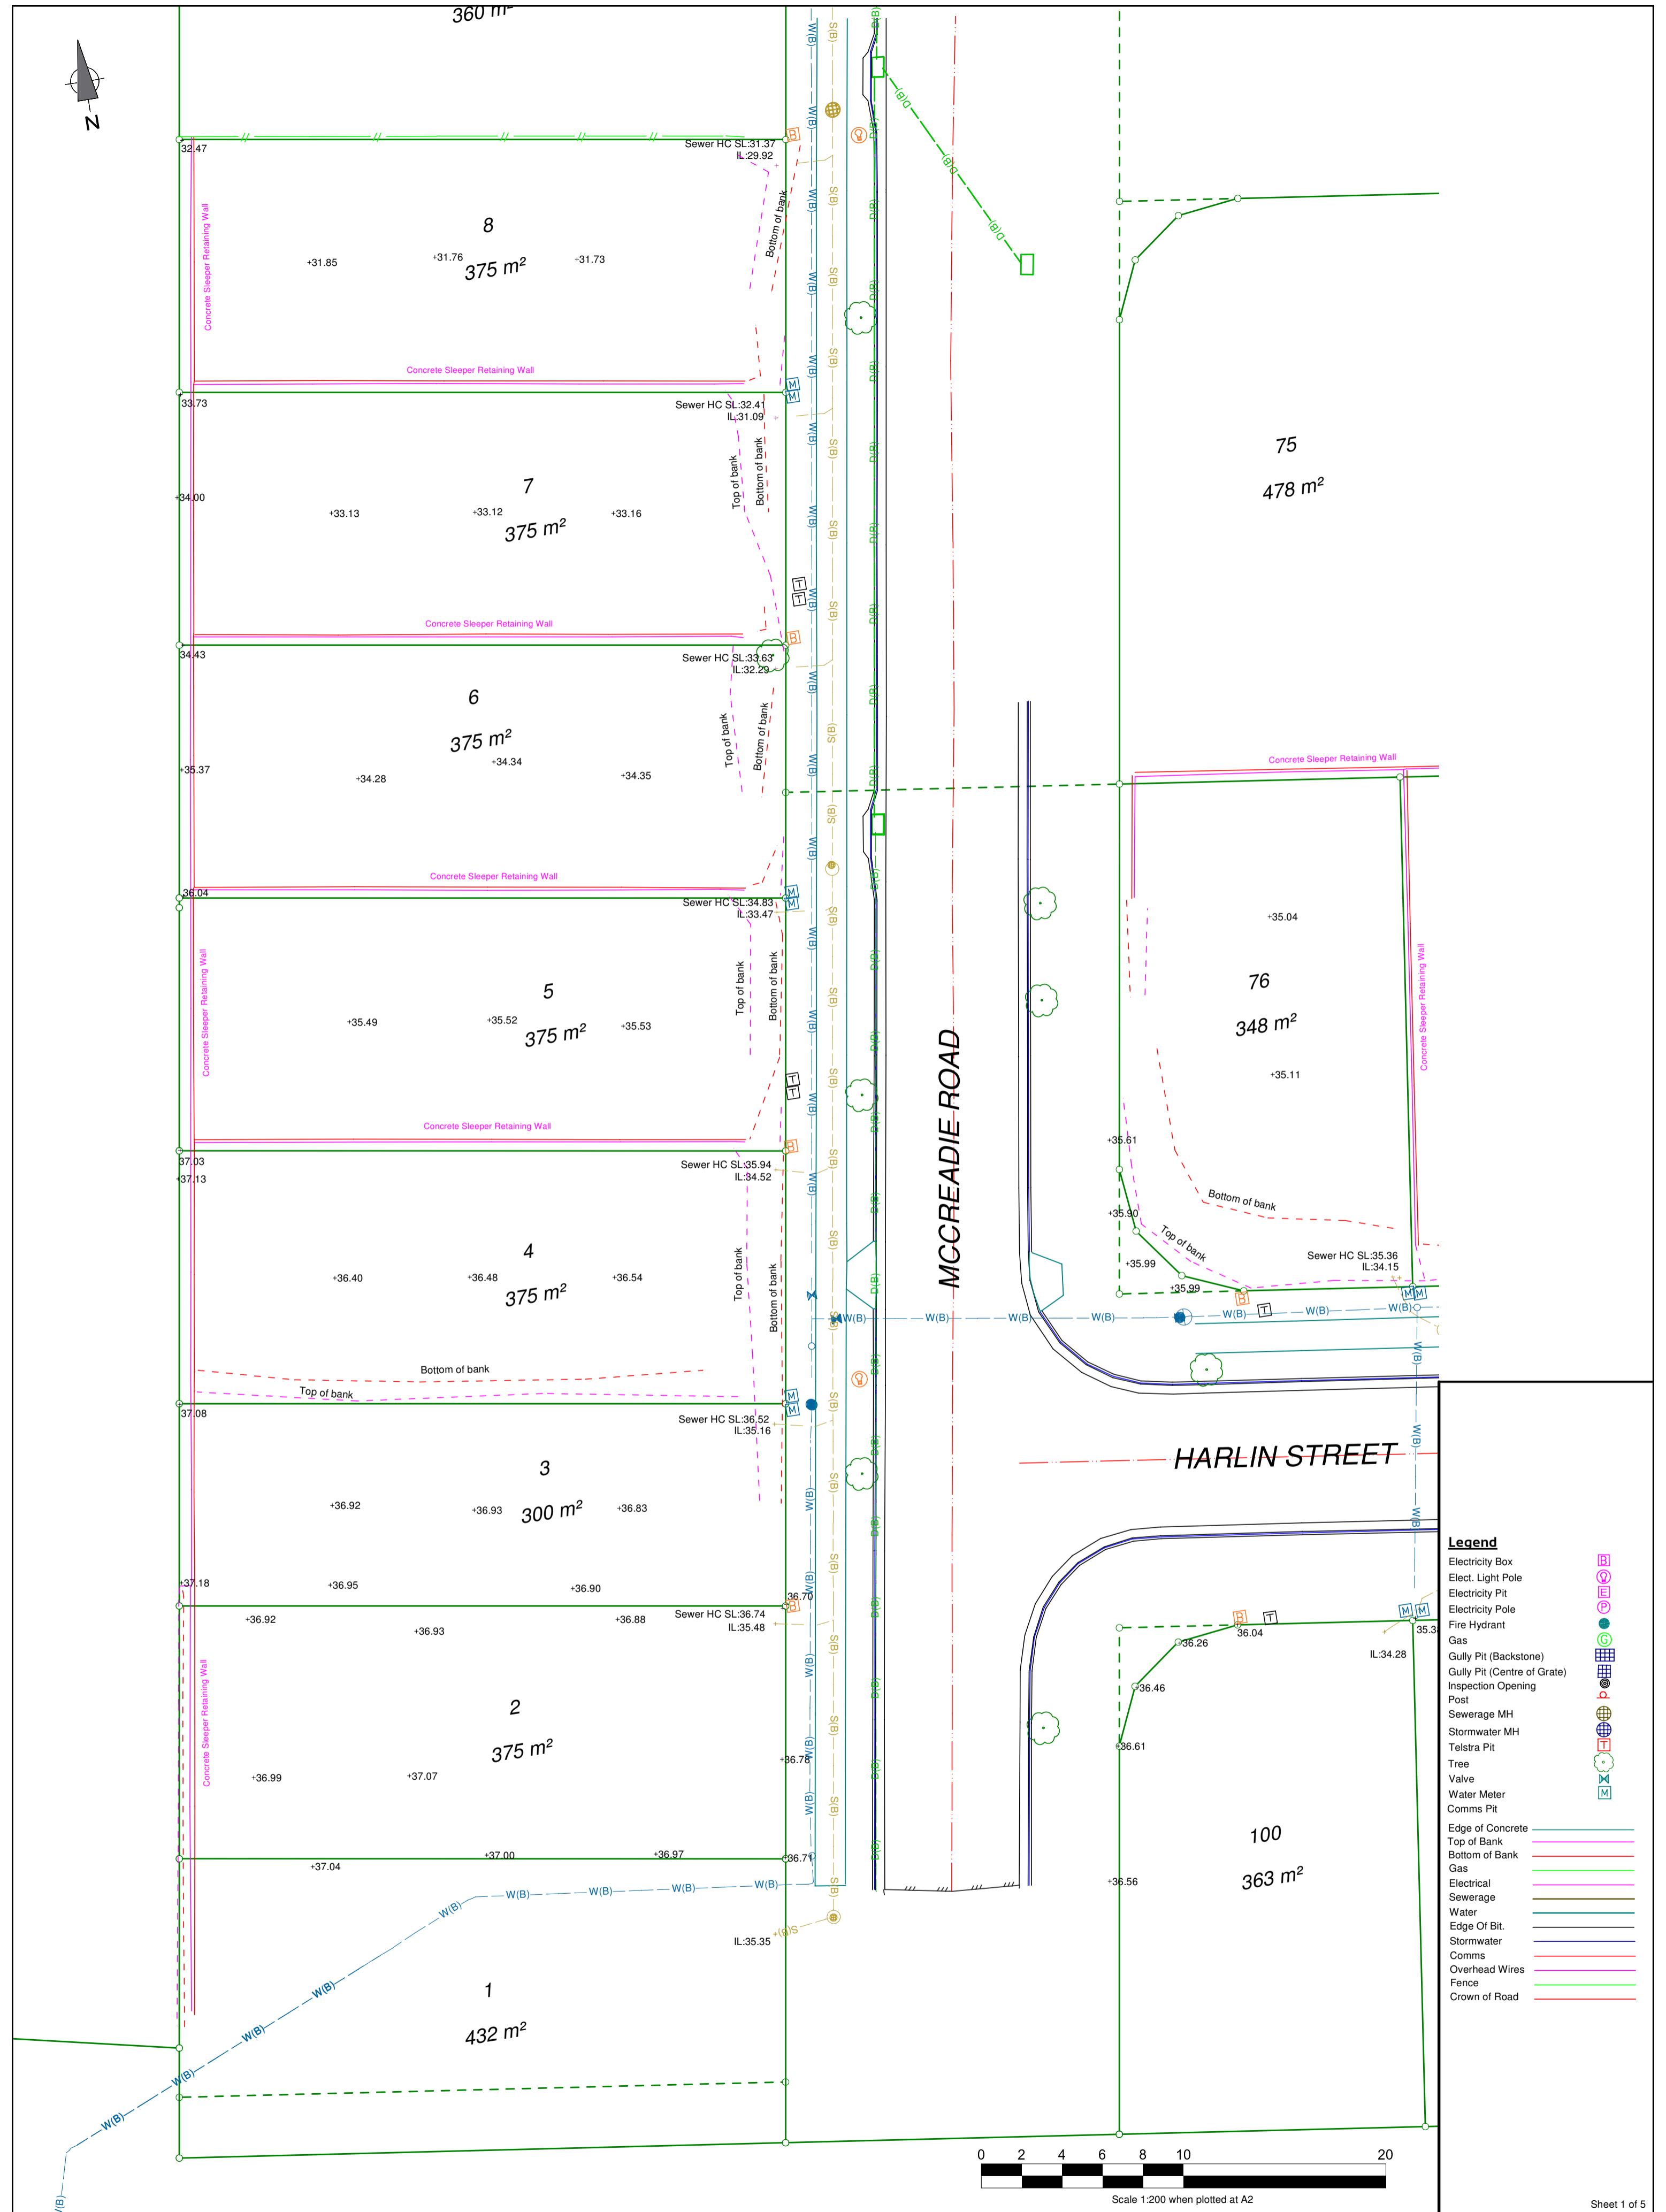 360 m²
N
32.47
Sewer HC SL:31.37
IL:29.92
8
375 m²
+31.85
+31.76
+31.73
Concrete Sleeper Retaining Wall
Bottom of bank
Concrete Sleeper Retaining Wall
33.73
Sewer HC SL:32.41
IL:31.09
7
375 m²
+34.00
+33.13
+33.12
+33.16
Top of bank
Bottom of bank
Concrete Sleeper Retaining Wall
34.43
Sewer HC SL:33.63
IL:32.29
6
375 m²
+35.37
+34.28
+34.34
+34.35
Top of bank
Bottom of bank
Concrete Sleeper Retaining Wall
36.04
Sewer HC SL:34.83
IL:33.47
5
375 m²
+35.49
+35.52
+35.53
Concrete Sleeper Retaining Wall
Top of bank
Bottom of bank
Concrete Sleeper Retaining Wall
37.03
+37.13
Sewer HC SL:35.94
IL:34.52
4
375 m²
+36.40
+36.48
+36.54
Top of bank
Bottom of bank
Bottom of bank
Top of bank
37.08
Sewer HC SL:36.52
IL:35.16
3
300 m²
+36.92
+36.93
+36.83
+37.18
+36.95
+36.90
36.70
+36.92
+36.93
+36.88
Sewer HC SL:36.74
IL:35.48
2
375 m²
Concrete Sleeper Retaining Wall
+36.99
+37.07
+36.78
+37.04
+37.00
+36.97
+36.71
IL:35.35
1
432 m²
W(B)
S(B)
D(B)
B
M
T
MCCREADIE ROAD
HARLIN STREET
75
478 m²
Concrete Sleeper Retaining Wall
+35.04
76
348 m²
+35.11
Concrete Sleeper Retaining Wall
+35.61
+35.90
+35.99
+35.99
Bottom of bank
Top of bank
Sewer HC SL:35.36
IL:34.15
36.04
+36.26
+36.46
+36.61
+36.56
IL:34.28
100
363 m²
Legend
Electricity Box B
Elect. Light Pole
Electricity Pit E
Electricity Pole P
Fire Hydrant
Gas G
Gully Pit (Backstone)
Gully Pit (Centre of Grate)
Inspection Opening
Post
Sewerage MH
Stormwater MH
Telstra Pit T
Tree
Valve
Water Meter M
Comms Pit
Edge of Concrete
Top of Bank
Bottom of Bank
Gas
Electrical
Sewerage
Water
Edge Of Bit.
Stormwater
Comms
Overhead Wires
Fence
Crown of Road
0 2 4 6 8 10 20
Scale 1:200 when plotted at A2
Sheet 1 of 5